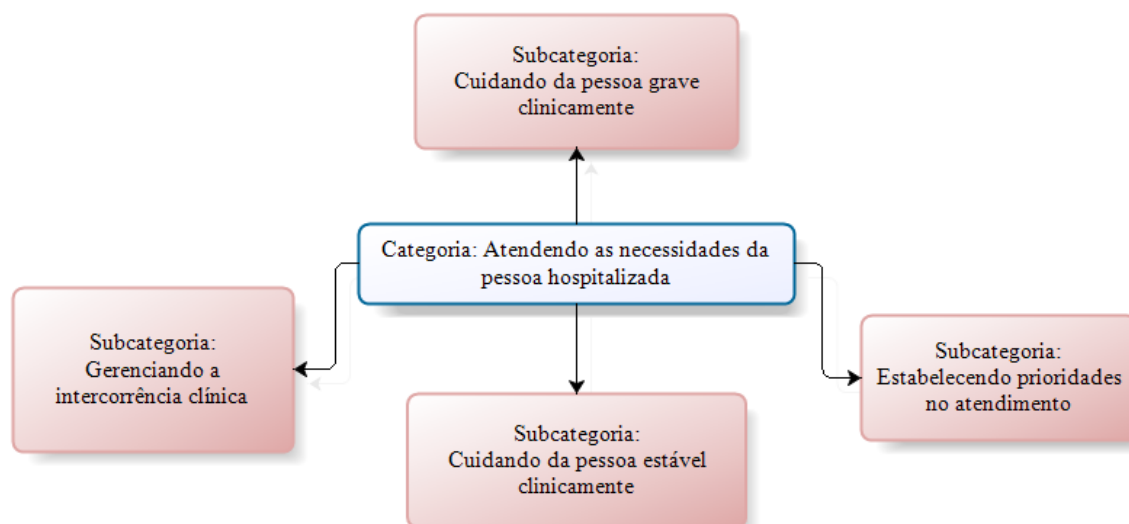 Subcategoria:
Cuidando da pessoa grave
clinicamente
Categoria: Atendendo as necessidades da
pessoa hospitalizada
Subcategoria:
Gerenciando a
intercorrência clínica
Subcategoria:
Estabelecendo prioridades
no atendimento
Subcategoria:
Cuidando da pessoa estável
clinicamente